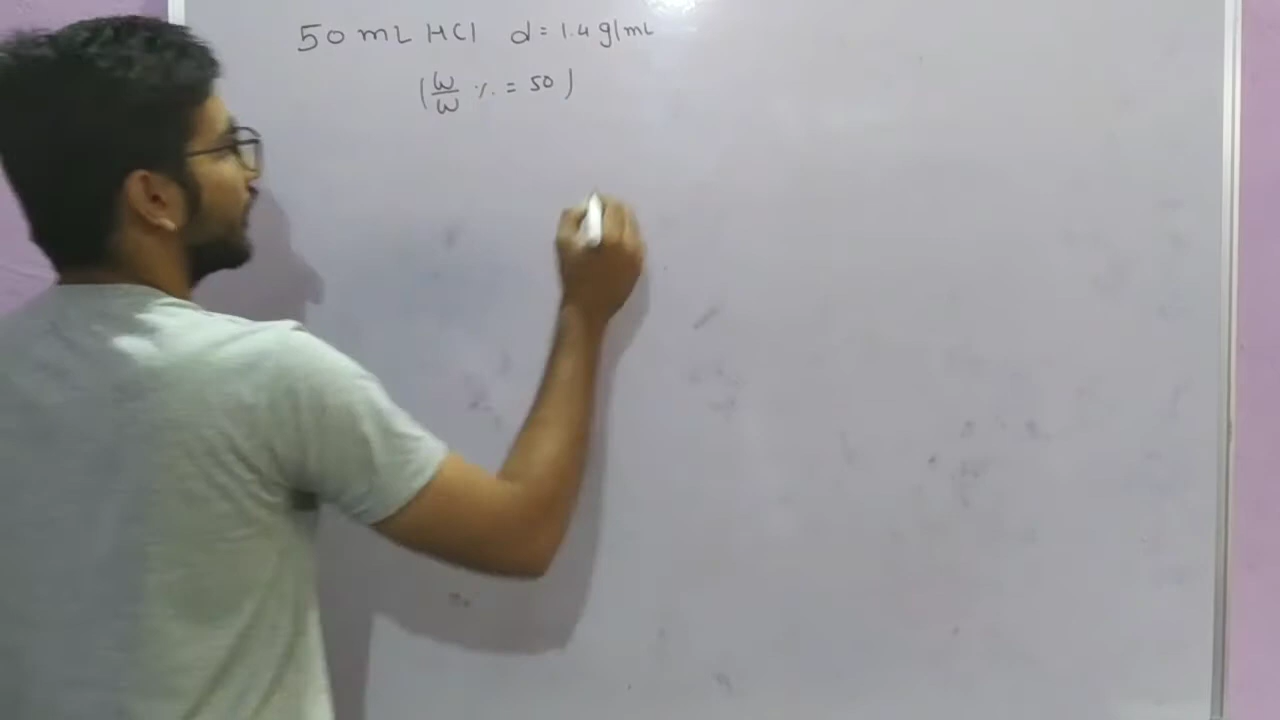 50 mL HCl d = 1.4 g/mL
(W/W % = 50)